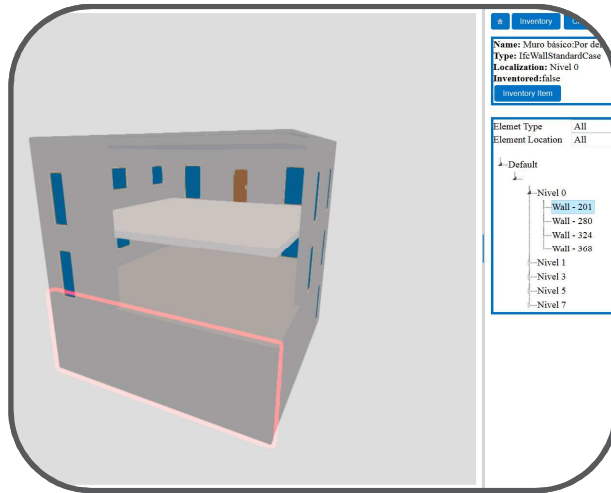 Inventory
Name: Muro básico:Por
Type: IfcWallStandardCase
Localization: Nivel 0
Inventored:false
Inventory Item
Elemet Type All
Element Location All
Default
Nivel 0
Wall - 201
Wall - 280
Wall - 324
Wall - 368
Nivel 1
Nivel 3
Nivel 5
Nivel 7